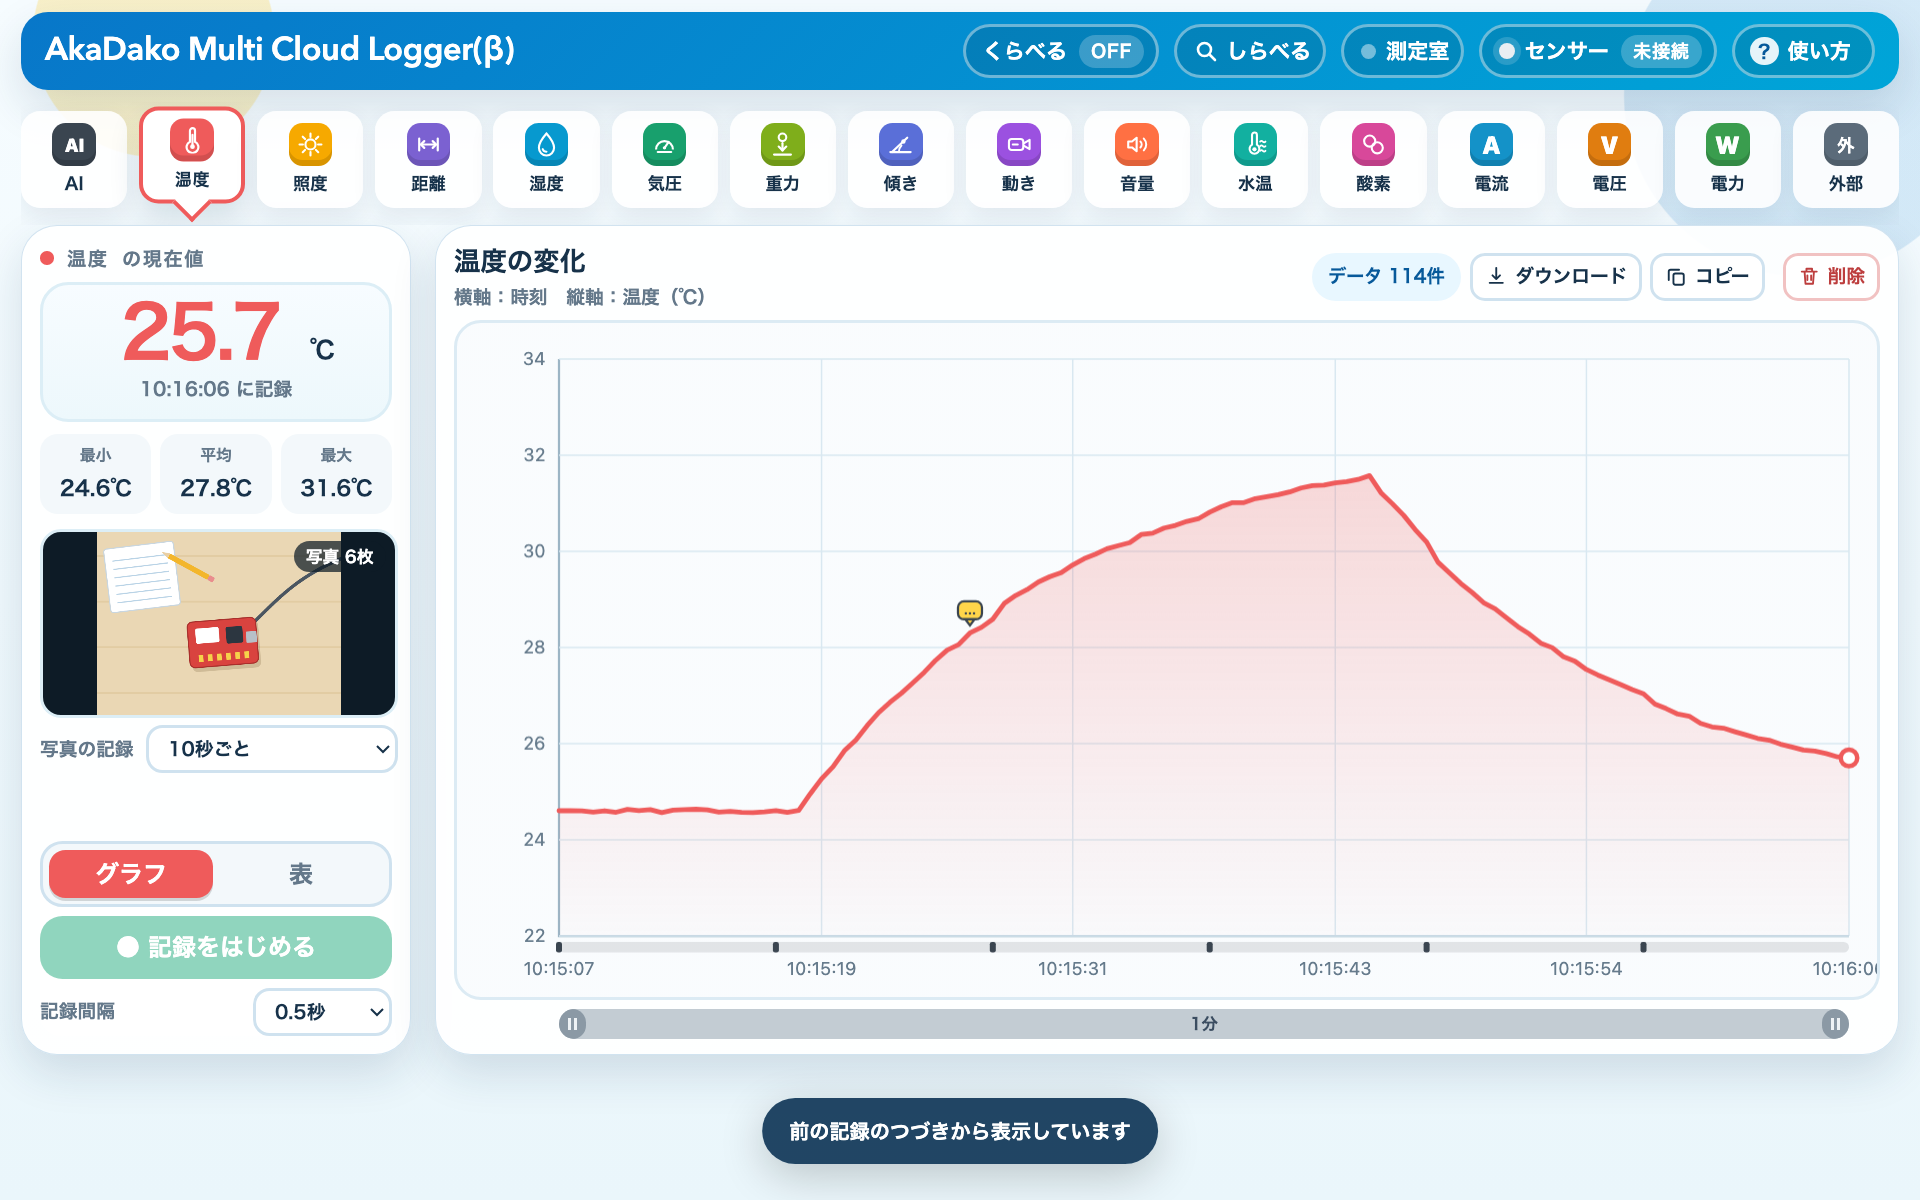 AkaDako Multi Cloud Logger(β)
くらべる OFF
しらべる
測定室
センサー 未接続
? 使い方
AI
AI
温度
照度
距離
湿度
気圧
重力
傾き
動き
音量
水温
酸素
A
電流
V
電圧
W
電力
外
外部
温度 の現在値
25.7 ℃
10:16:06 に記録
最小
24.6℃
平均
27.8℃
最大
31.6℃
写真 6枚
写真の記録 10秒ごと
グラフ 表
記録をはじめる
記録間隔 0.5秒
温度の変化
横軸：時刻 縦軸：温度（℃）
データ 114件
ダウンロード
コピー
削除
34
32
30
28
26
24
22
10:15:07 10:15:19 10:15:31 10:15:43 10:15:54 10:16:0
1分
前の記録のつづきから表示しています